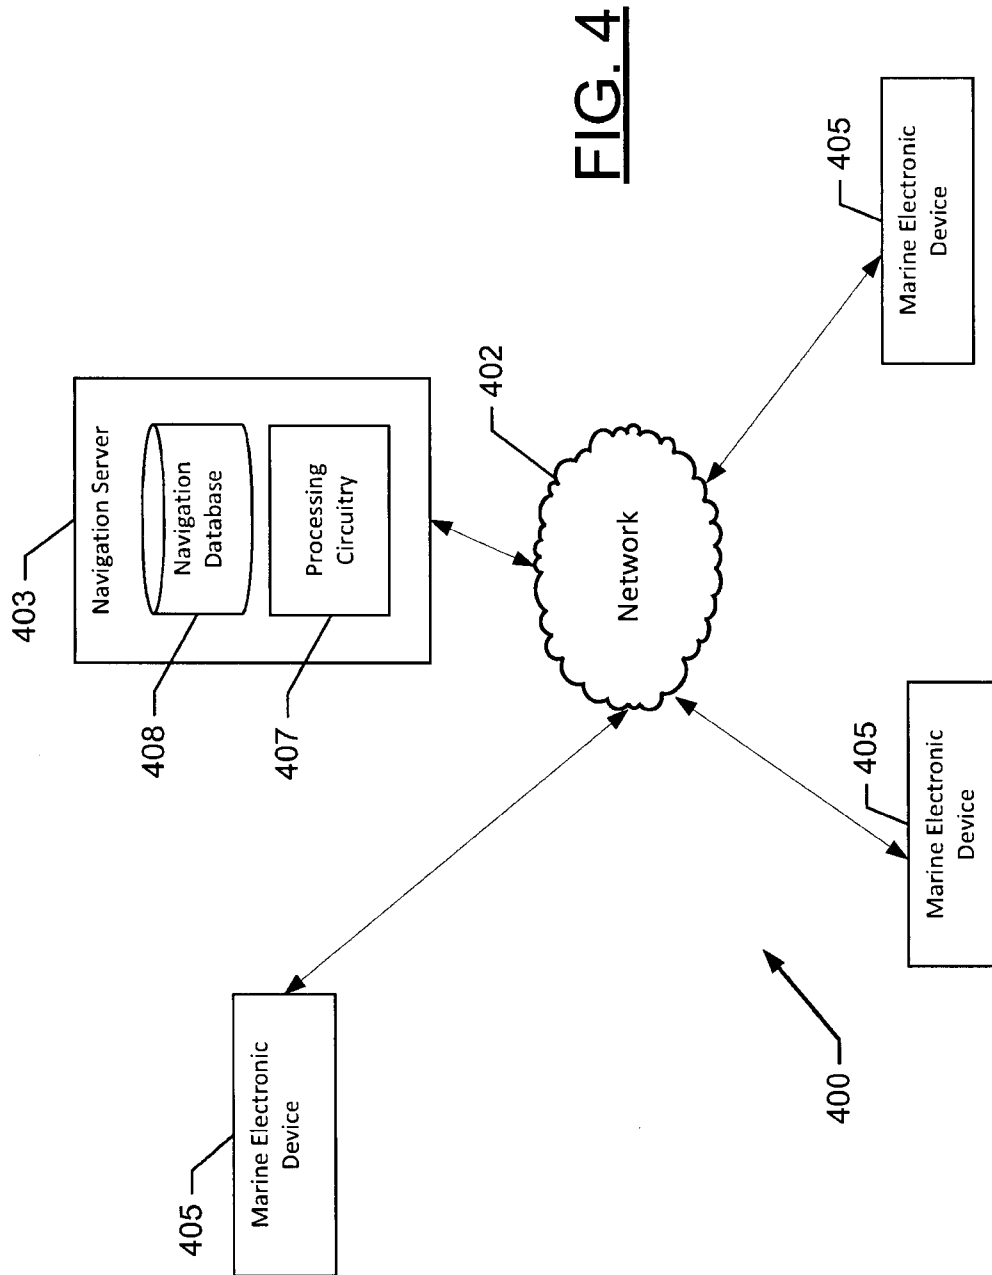 403
Navigation Server
408
Navigation
Database
407
Processing
Circuitry
402
Network
405
Marine Electronic
Device
405
Marine Electronic
Device
405
Marine Electronic
Device
400
FIG. 4